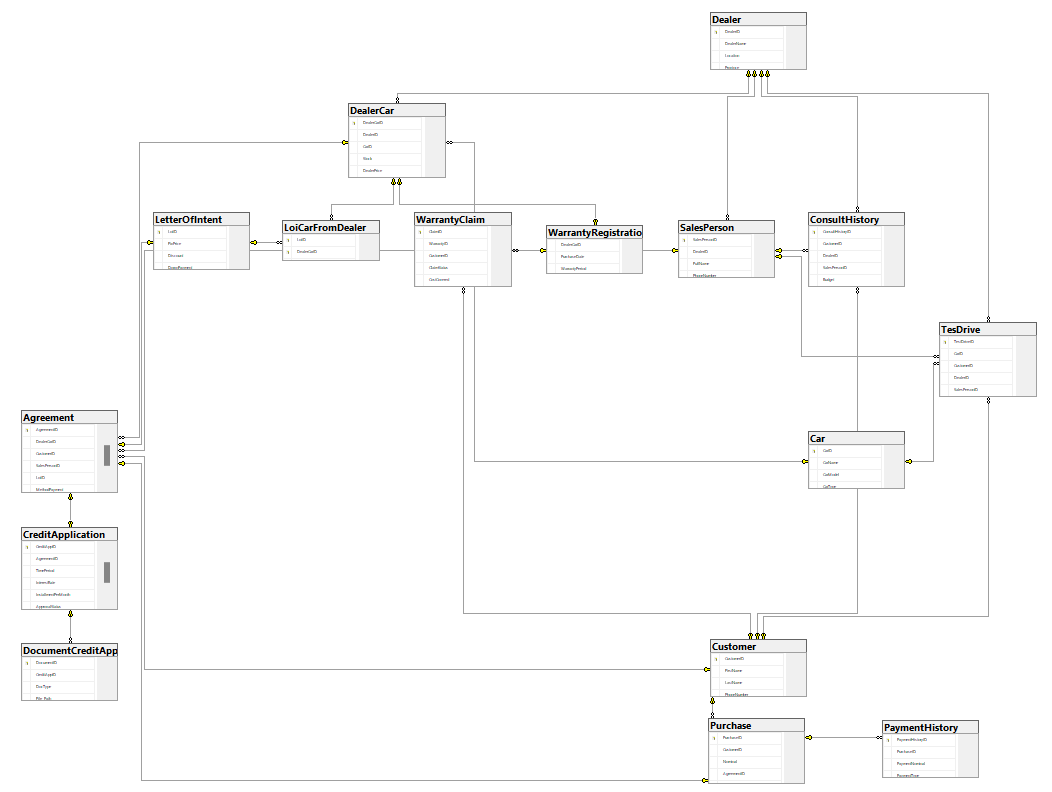 Dealer
DealerID
DealerName
Location
Province
DealerCar
DealerCarID
DealerID
CarID
Stock
DealerPrice
LetterOfIntent
LoiID
FixPrice
Discount
DownPayment
LoiCarFromDealer
LoiID
DealerCarID
WarrantyClaim
ClaimID
WarrantyID
CustomerID
ClaimStatus
WarrantyRegistratio
DealerCarID
PurchaseDate
WarrantyPeriod
SalesPerson
SalesPersonID
DealerID
FullName
PhoneNumber
ConsultHistory
ConsultHistoryID
CustomerID
DealerID
SalesPersonID
Budget
TesDrive
TestDriveID
CarID
CustomerID
DealerID
SalesPersonID
Agreement
AgreementID
DealerCarID
CustomerID
SalesPersonID
LoiID
MethodPayment
Car
CarID
CarName
CarModel
CarType
CreditApplication
CreditAppID
AgreementID
TimePeriod
InterestRate
InstallmentPerMonth
ApprovalStatus
DocumentCreditApp
DocumentID
CreditAppID
DocType
File_Path
Customer
CustomerID
FirstName
LastName
PhoneNumber
Purchase
PurchaseID
CustomerID
Nominal
AgreementID
PaymentHistory
PaymentHistoryID
PurchaseID
PaymentNominal
PaymentType